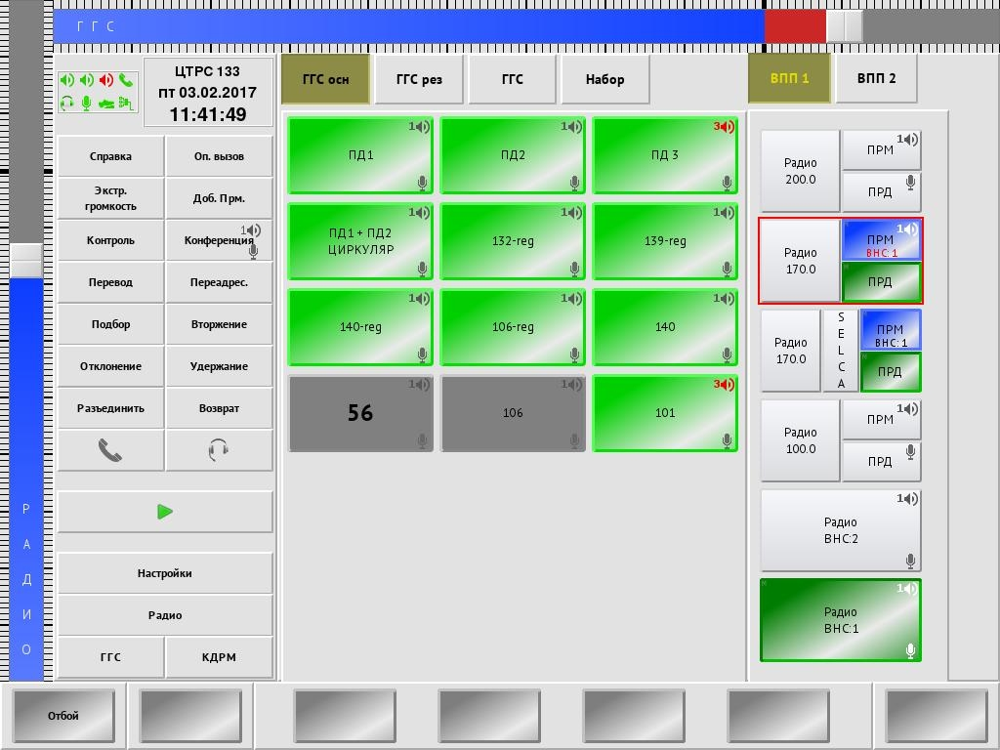 Г Г С
ЦТРС 133
пт 03.02.2017
11:41:49
ГГС осн
ГГС рез
ГГС
Набор
ВПП 1
ВПП 2
Справка
Оп. вызов
Экстр.
громкость
Доб. Прм.
Контроль
Конференция
1
Перевод
Переадрес.
Подбор
Вторжение
Отклонение
Удержание
Разъединить
Возврат
Настройки
Радио
ГГС
КДРМ
Р
А
Д
И
О
1
ПД1
1
ПД2
3
ПД 3
1
ПД1 + ПД2
ЦИРКУЛЯР
1
132-reg
1
139-reg
1
140-reg
1
106-reg
1
140
1
56
1
106
3
101
Радио
200.0
ПРМ
1
ПРД
Радио
170.0
ПРМ
1
ВНС: 1
ПРД
Радио
170.0
S
E
L
C
A
ПРМ
ВНС: 1
ПРД
Радио
100.0
ПРМ
1
ПРД
1
Радио
ВНС:2
1
Радио
ВНС:1
Отбой